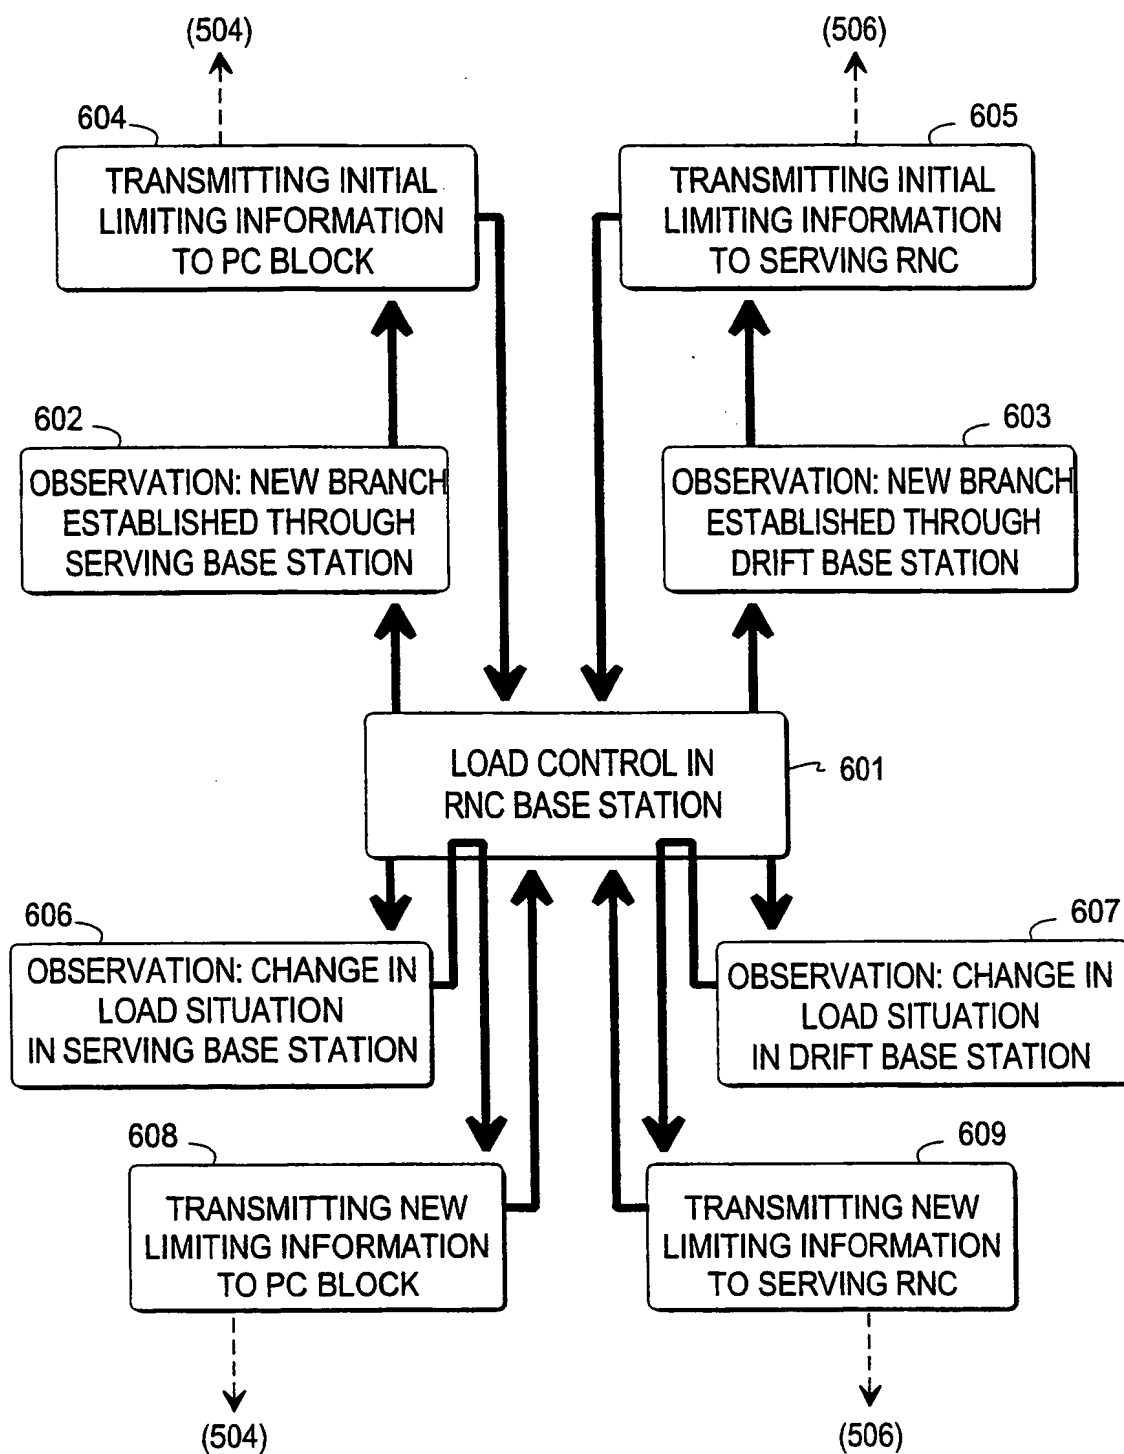 (504)
(506)
604
605
TRANSMITTING INITIAL
LIMITING INFORMATION
TO PC BLOCK
TRANSMITTING INITIAL
LIMITING INFORMATION
TO SERVING RNC
602
603
OBSERVATION: NEW BRANCH
ESTABLISHED THROUGH
SERVING BASE STATION
OBSERVATION: NEW BRANCH
ESTABLISHED THROUGH
DRIFT BASE STATION
LOAD CONTROL IN
RNC BASE STATION
601
606
607
OBSERVATION: CHANGE IN
LOAD SITUATION
IN SERVING BASE STATION
OBSERVATION: CHANGE IN
LOAD SITUATION
IN DRIFT BASE STATION
608
609
TRANSMITTING NEW
LIMITING INFORMATION
TO PC BLOCK
TRANSMITTING NEW
LIMITING INFORMATION
TO SERVING RNC
(504)
(506)